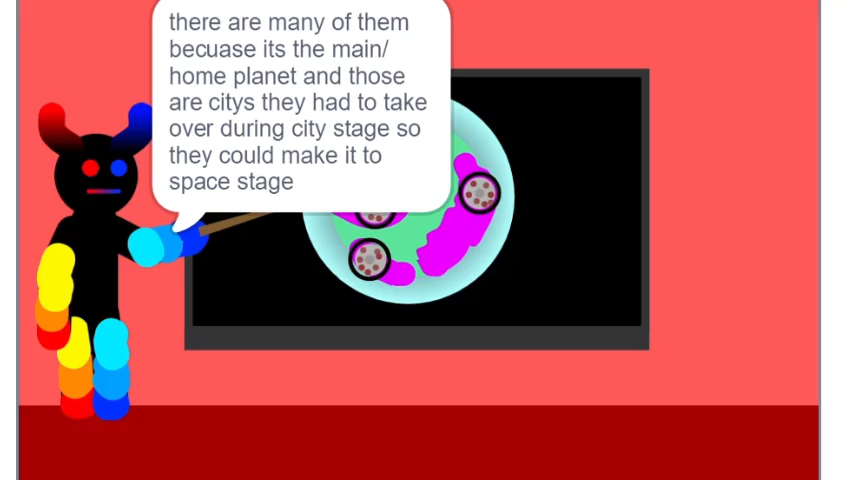 there are many of them
becuase its the main/
home planet and those
are citys they had to take
over during city stage so
they could make it to
space stage